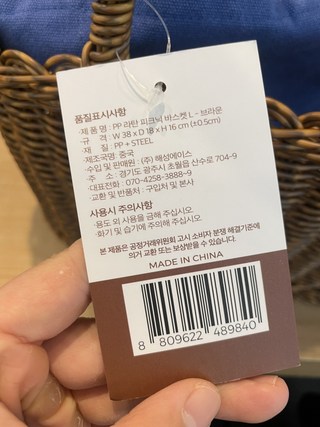 품질표시사항
·제품명 : PP 라탄 피크닉 바스켓 L - 브라운
·규 격 : W 38 x D 18 x H 16 cm (±0.5cm)
·재 질 : PP + STEEL
·제조국명: 중국
·수입 및 판매원 : (주) 해성에이스
·주 소 : 경기도 광주시 초월읍 산수로 704-9
·대표전화 : 070-4258-3888~9
·교환 및 반품처 : 구입처 및 본사
사용시 주의사항
·용도 외 사용을 금해 주십시오.
·화기 및 습기에 주의해 주십시오.
본 제품은 공정거래위원회 고시 소비자 분쟁 해결기준에
의거 교환 또는 보상받을 수 있습니다.
MADE IN CHINA
8 809622 489840